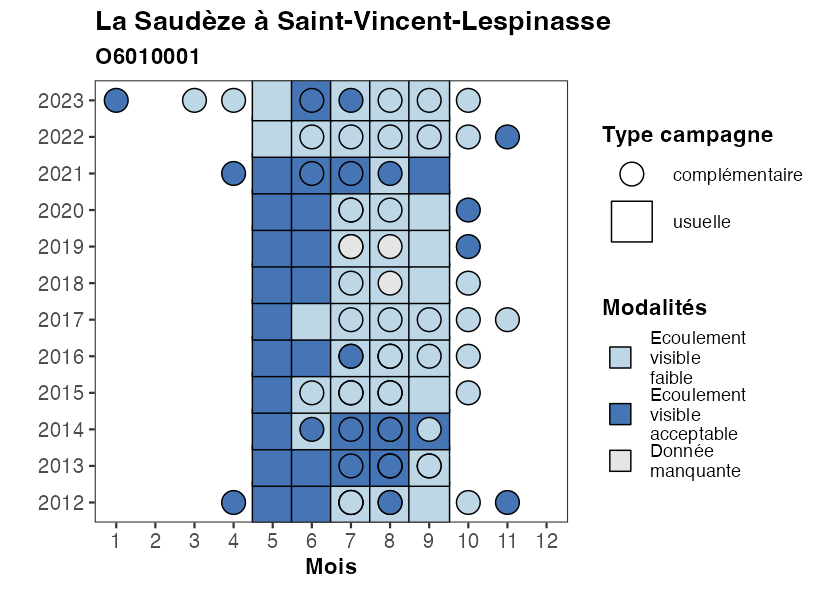 La Saudèze à Saint-Vincent-Lespinasse
O6010001
2023
2022
2021
2020
2019
2018
2017
2016
2015
2014
2013
2012
1 2 3 4 5 6 7 8 9 10 11 12
Mois
Type campagne
complémentaire
usuelle
Modalités
Ecoulement
visible
faible
Ecoulement
visible
acceptable
Donnée
manquante